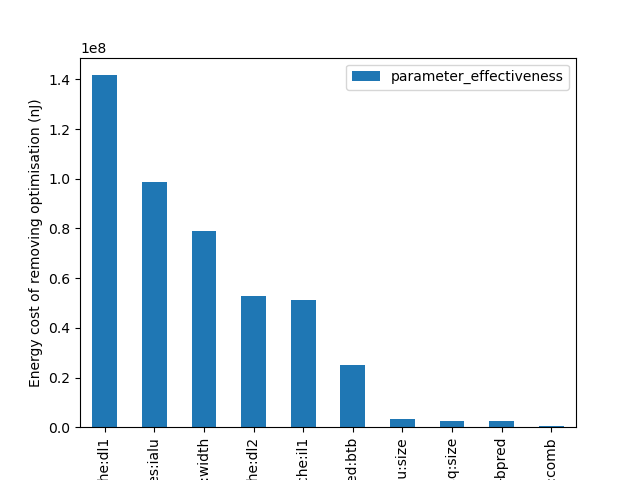 1e8
parameter_effectiveness
Energy cost of removing optimisation (nJ)
1.4
1.2
1.0
0.8
0.6
0.4
0.2
0.0
he:dl1
es:ialu
:width
he:dl2
he:il1
ed:btb
u:size
q:size
bpred
:comb